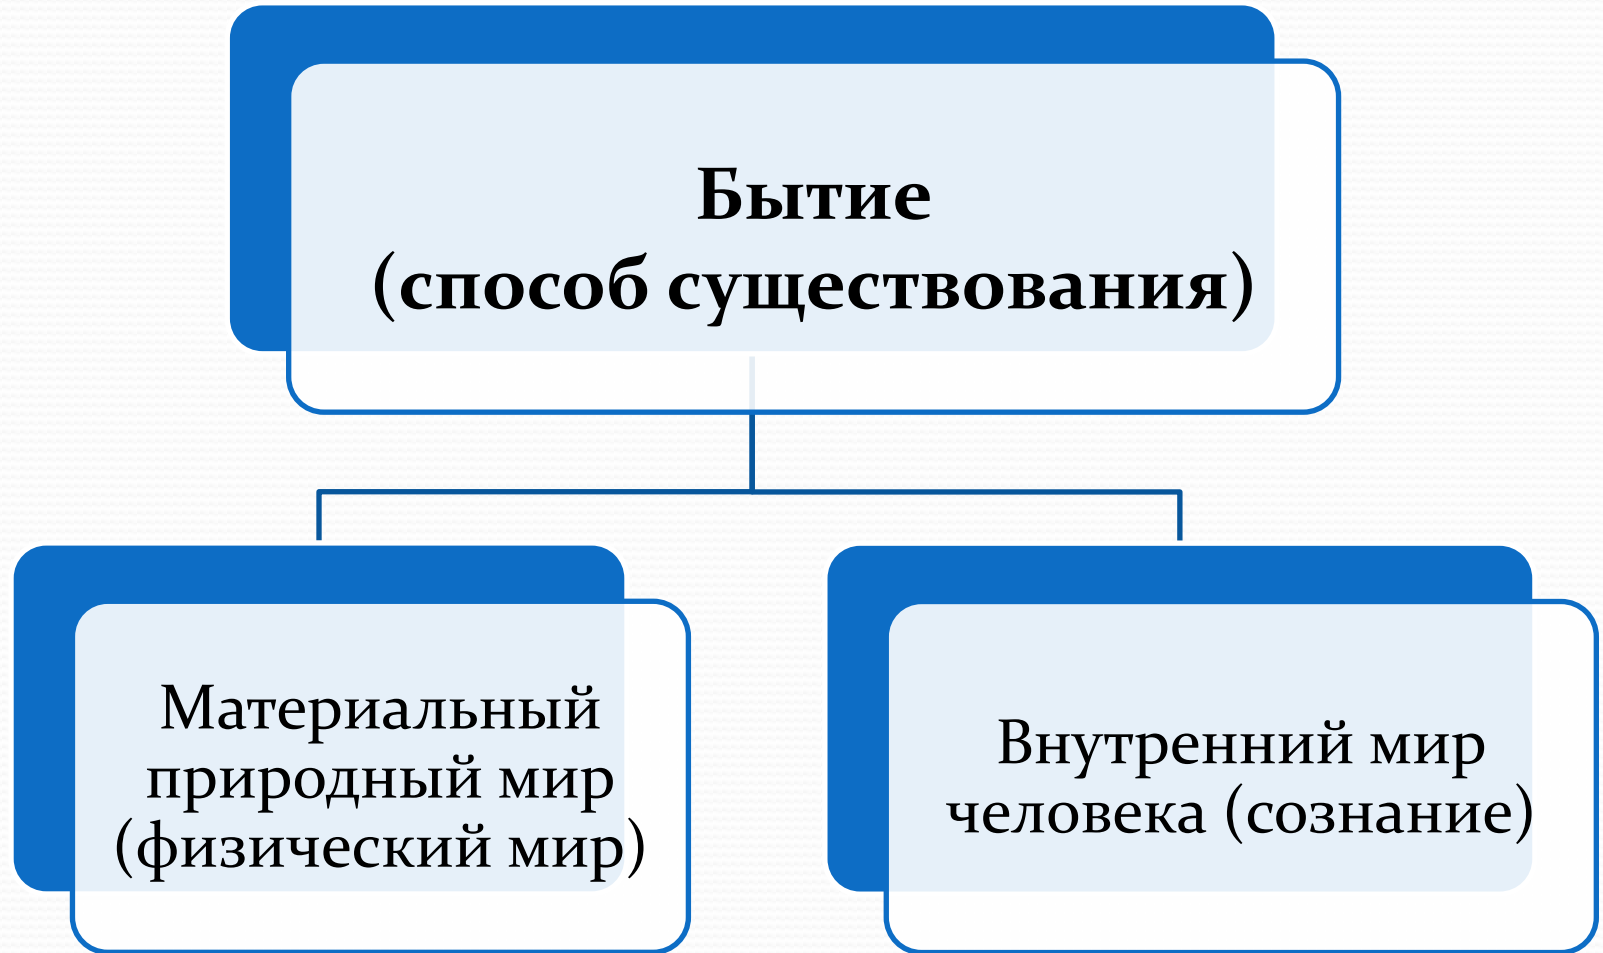 Бытие
(способ существования)
Материальный
природный мир
(физический мир)
Внутренний мир
человека (сознание)